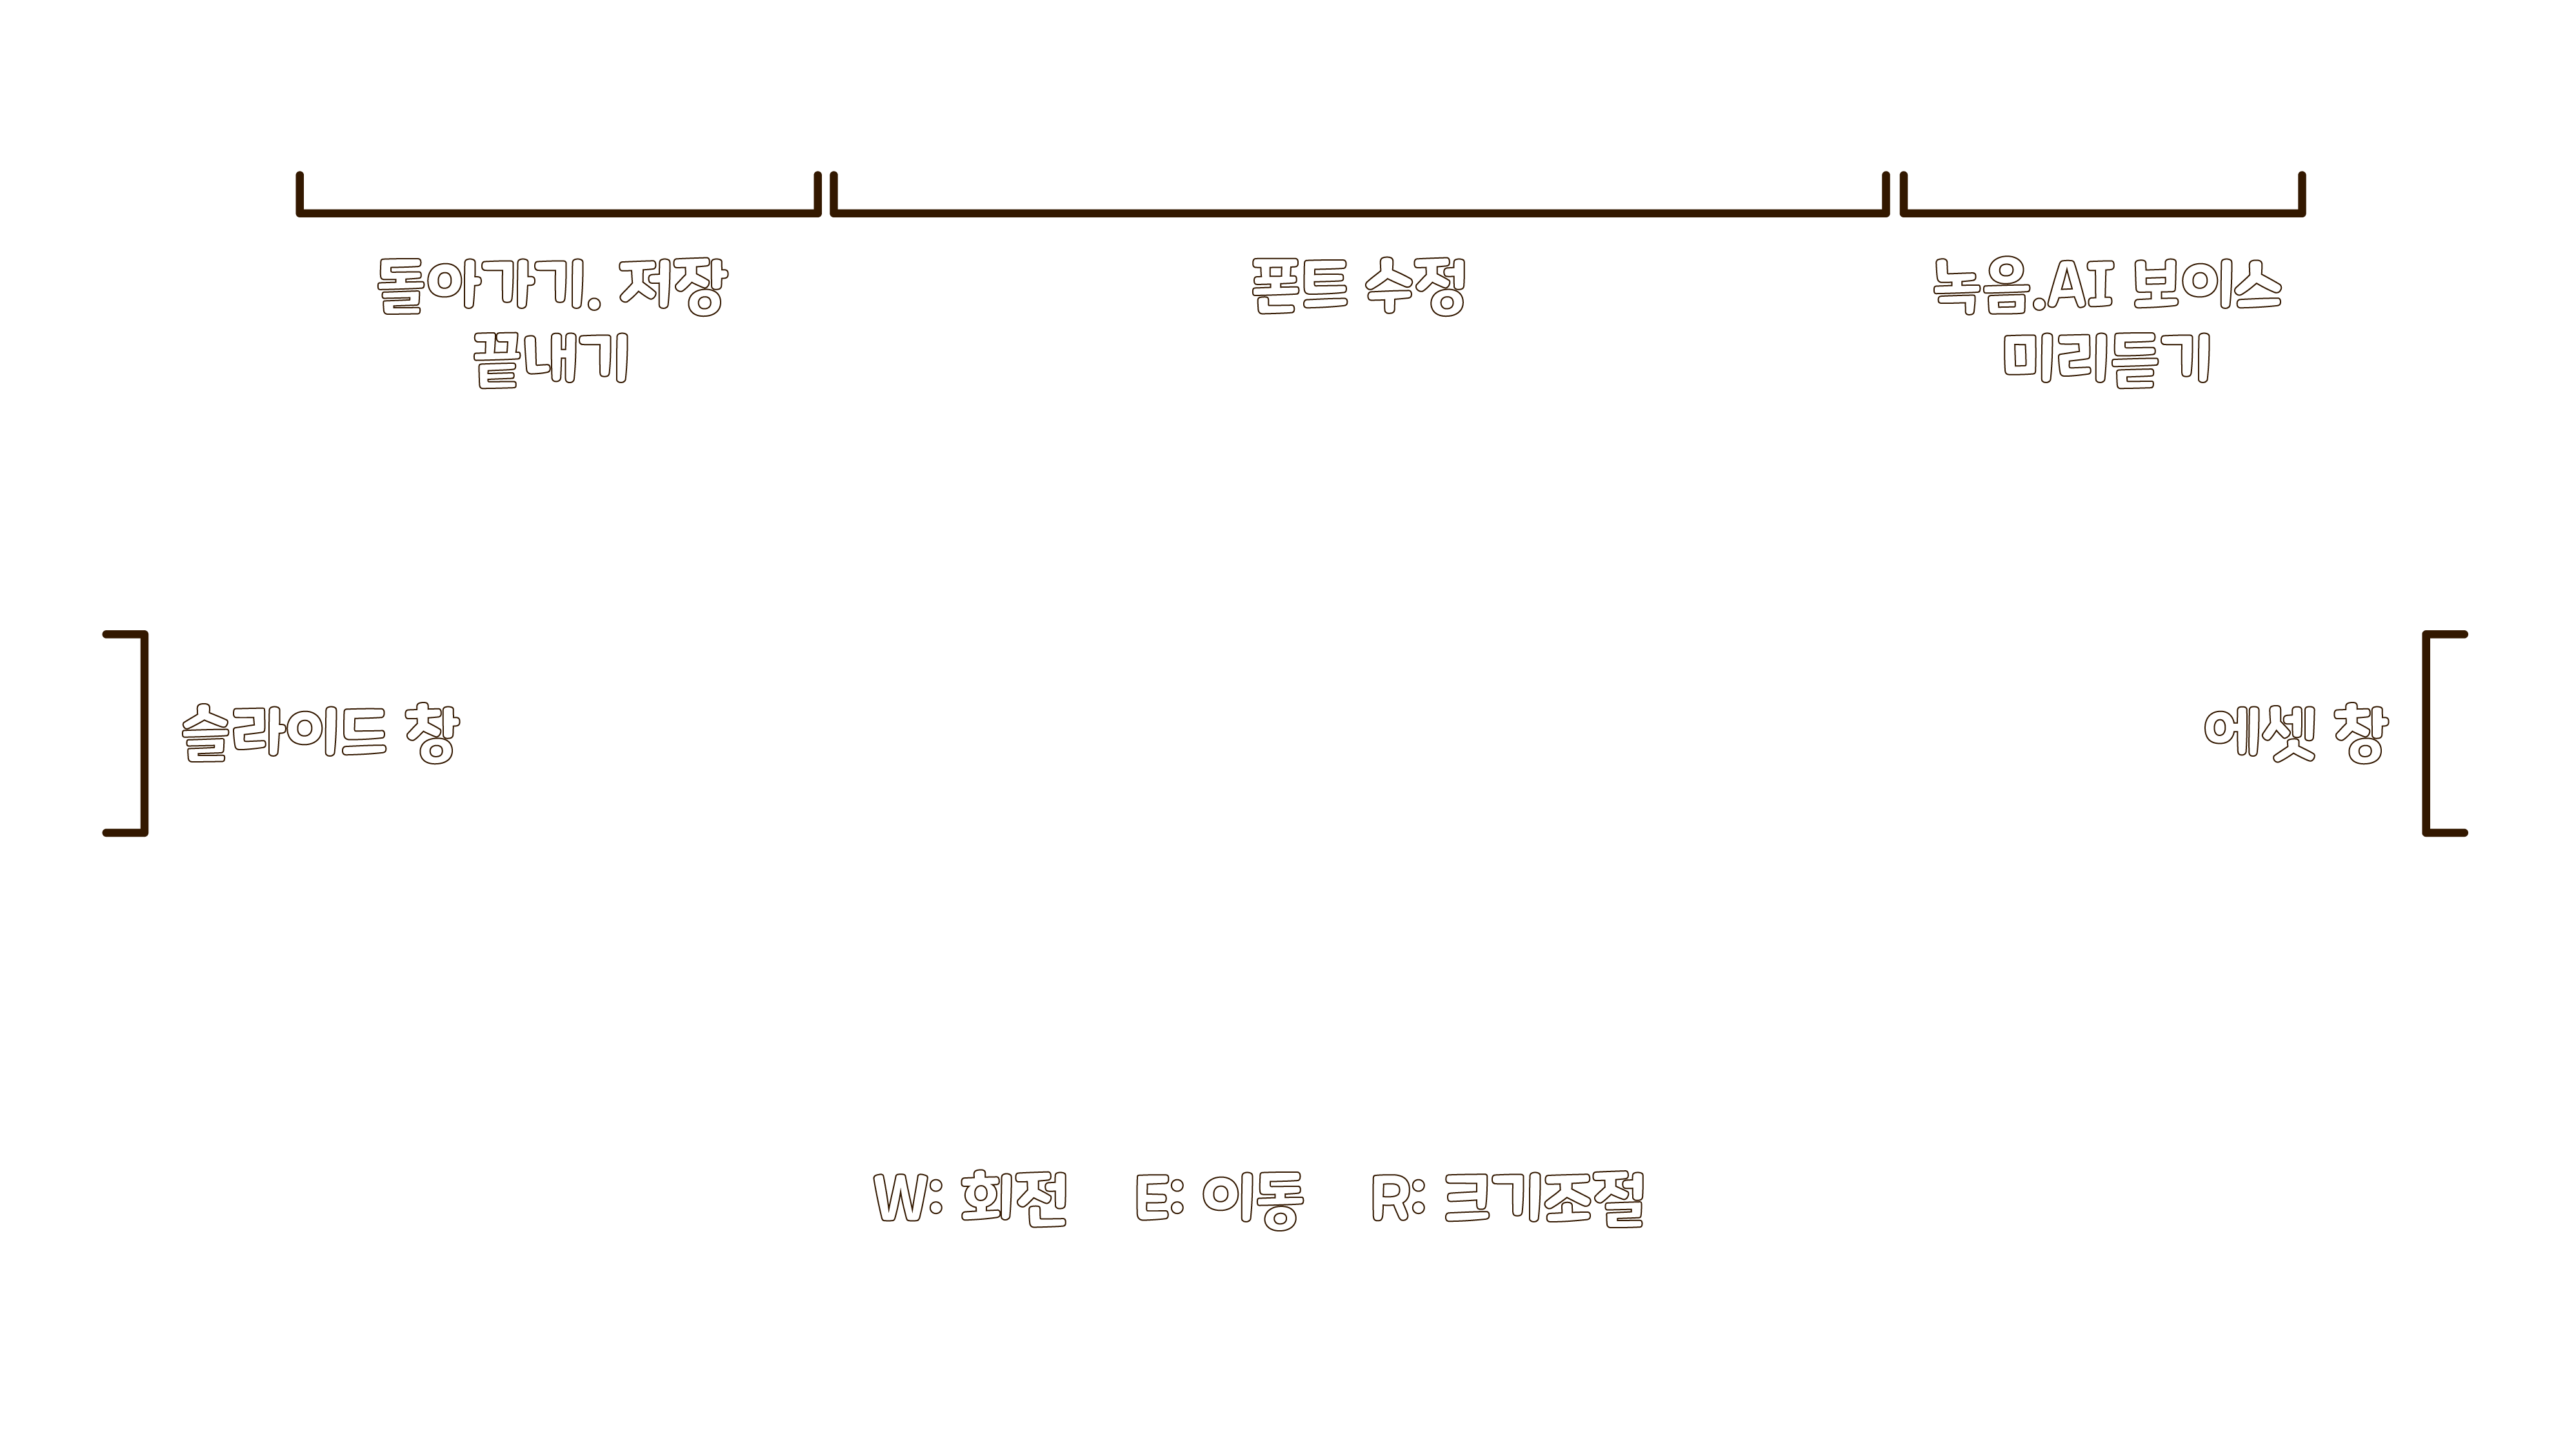 돌아가기. 저장
끝내기
폰트 수정
녹음.AI 보이스
미리듣기
슬라이드 창
에셋 창
W: 회전 E: 이동 R: 크기조절